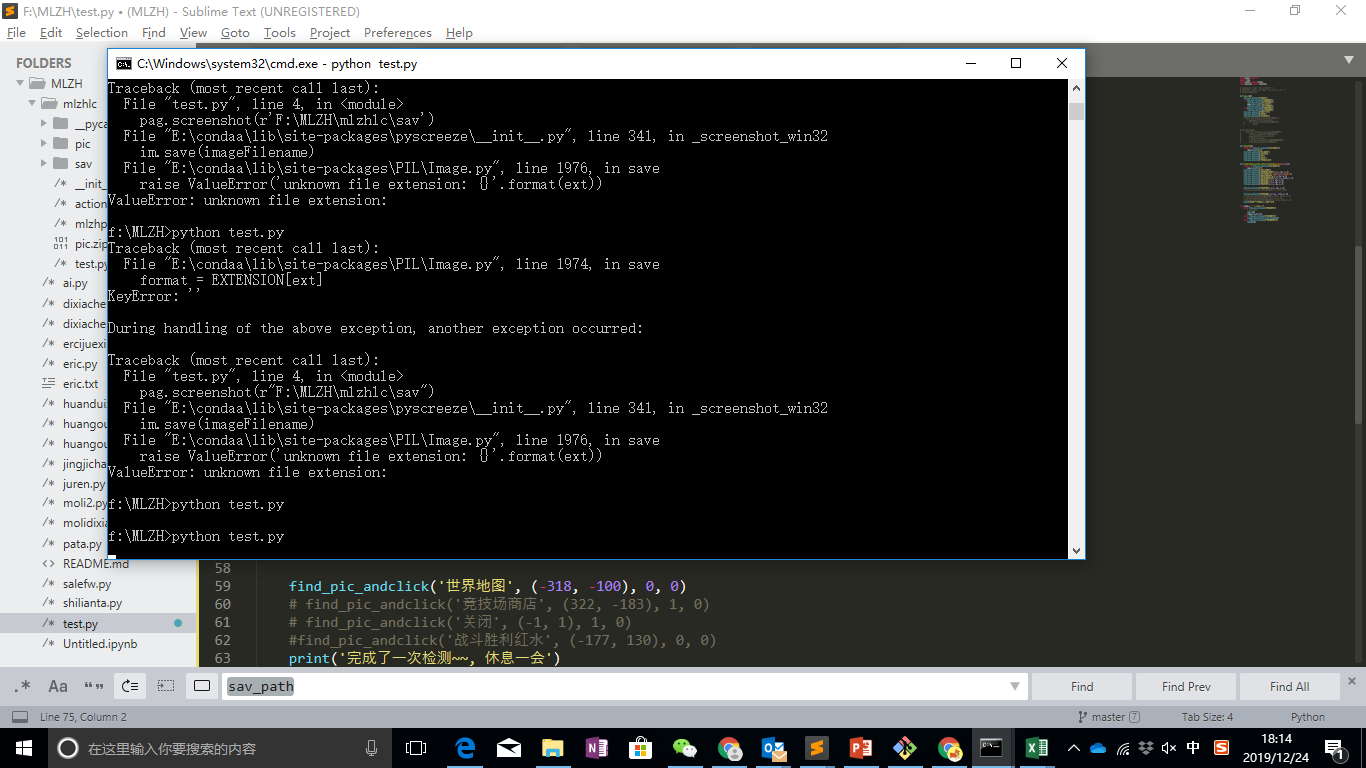 F:\MLZH\test.py • (MLZH) - Sublime Text (UNREGISTERED)
File Edit Selection Find View Goto Tools Project Preferences Help
FOLDERS
MLZH
mlzhlc
__pyca
pic
sav
__init_
action
mlzhp
pic.zip
test.py
ai.py
dixiache
dixiache
ercijuexi
eric.py
eric.txt
huandui
huangou
huangou
jingjicha
juren.py
moli2.py
molidixia
pata.py
README.md
salefw.py
shilianta.py
test.py
Untitled.ipynb
C:\Windows\system32\cmd.exe - python  test.py
Traceback (most recent call last):
  File "test.py", line 4, in <module>
    pag.screenshot(r'F:\MLZH\mlzhlc\sav')
  File "E:\condaa\lib\site-packages\pyscreeze\__init__.py", line 341, in _screenshot_win32
    im.save(imageFilename)
  File "E:\condaa\lib\site-packages\PIL\Image.py", line 1976, in save
    raise ValueError('unknown file extension: {}'.format(ext))
ValueError: unknown file extension:
f:\MLZH>python test.py
Traceback (most recent call last):
  File "E:\condaa\lib\site-packages\PIL\Image.py", line 1974, in save
    format = EXTENSION[ext]
KeyError: ''
During handling of the above exception, another exception occurred:
Traceback (most recent call last):
  File "test.py", line 4, in <module>
    pag.screenshot(r"F:\MLZH\mlzhlc\sav")
  File "E:\condaa\lib\site-packages\pyscreeze\__init__.py", line 341, in _screenshot_win32
    im.save(imageFilename)
  File "E:\condaa\lib\site-packages\PIL\Image.py", line 1976, in save
    raise ValueError('unknown file extension: {}'.format(ext))
ValueError: unknown file extension:
f:\MLZH>python test.py
f:\MLZH>python test.py
58
59 find_pic_andclick('世界地图', (-318, -100), 0, 0)
60 # find_pic_andclick('竞技场商店', (322, -183), 1, 0)
61 # find_pic_andclick('关闭', (-1, 1), 1, 0)
62 #find_pic_andclick('战斗胜利红水', (-177, 130), 0, 0)
63 print('完成了一次检测~~, 休息一会')
.* Aa “” sav_path Find Find Prev Find All
Line 75, Column 2 master 7 Tab Size: 4 Python
在这里输入你要搜索的内容
中
18:14
2019/12/24
1